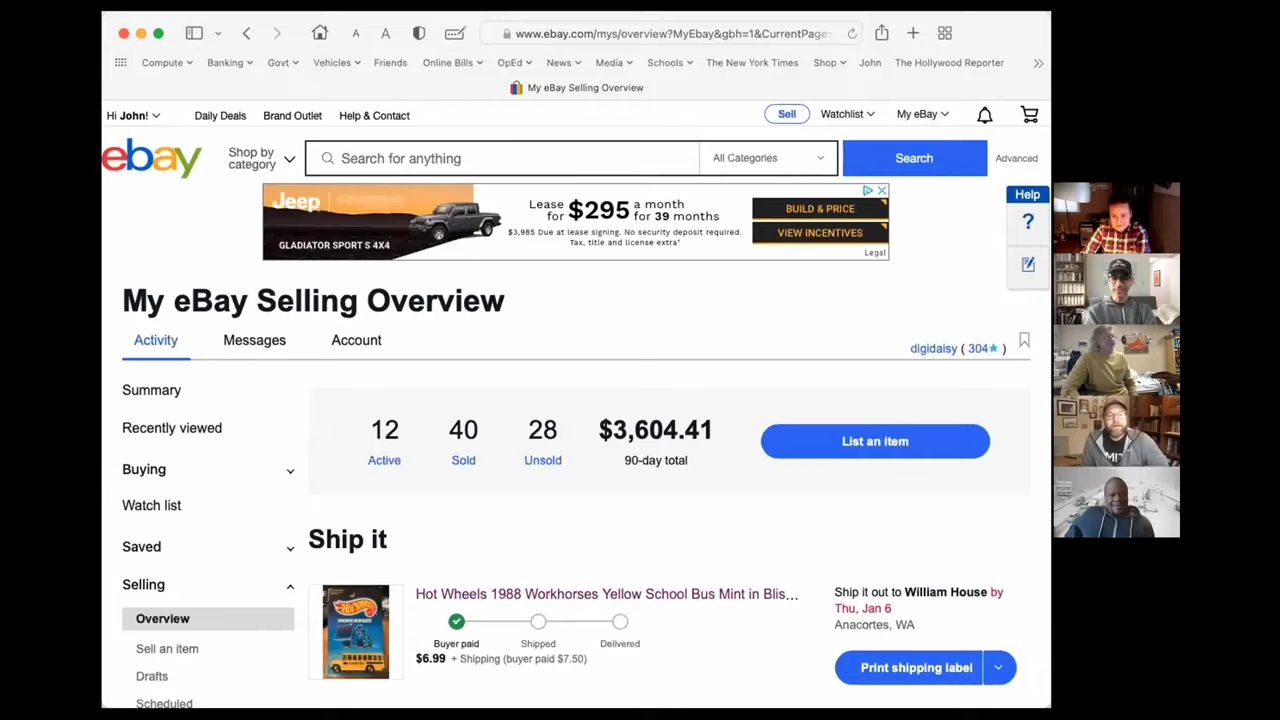 www.ebay.com/mys/overview?MyEbay&gbh=1&CurrentPage
A A
Compute Banking Govt Vehicles Friends Online Bills OpEd News Media Schools The New York Times Shop John The Hollywood Reporter
My eBay Selling Overview
Hi John! Daily Deals Brand Outlet Help & Contact Sell Watchlist My eBay
ebay Shop by category Search for anything All Categories Search Advanced
Jeep
GLADIATOR SPORT S 4X4
Lease $295 a month
for for 39 months
$3,985 Due at lease signing. No security deposit required.
Tax, title and license extra¹
BUILD & PRICE
VIEW INCENTIVES
Legal
Help
?
My eBay Selling Overview
Activity Messages Account
digidaisy ( 304★ )
Summary
Recently viewed
Buying
Watch list
Saved
Selling
Overview
Sell an item
Drafts
Scheduled
12 40 28 $3,604.41
Active Sold Unsold 90-day total
List an item
Ship it
Hot Wheels
WORKHORSES
Hot Wheels 1988 Workhorses Yellow School Bus Mint in Blis...
Buyer paid Shipped Delivered
$6.99 + Shipping (buyer paid $7.50)
Ship it out to William House by
Thu, Jan 6
Anacortes, WA
Print shipping label